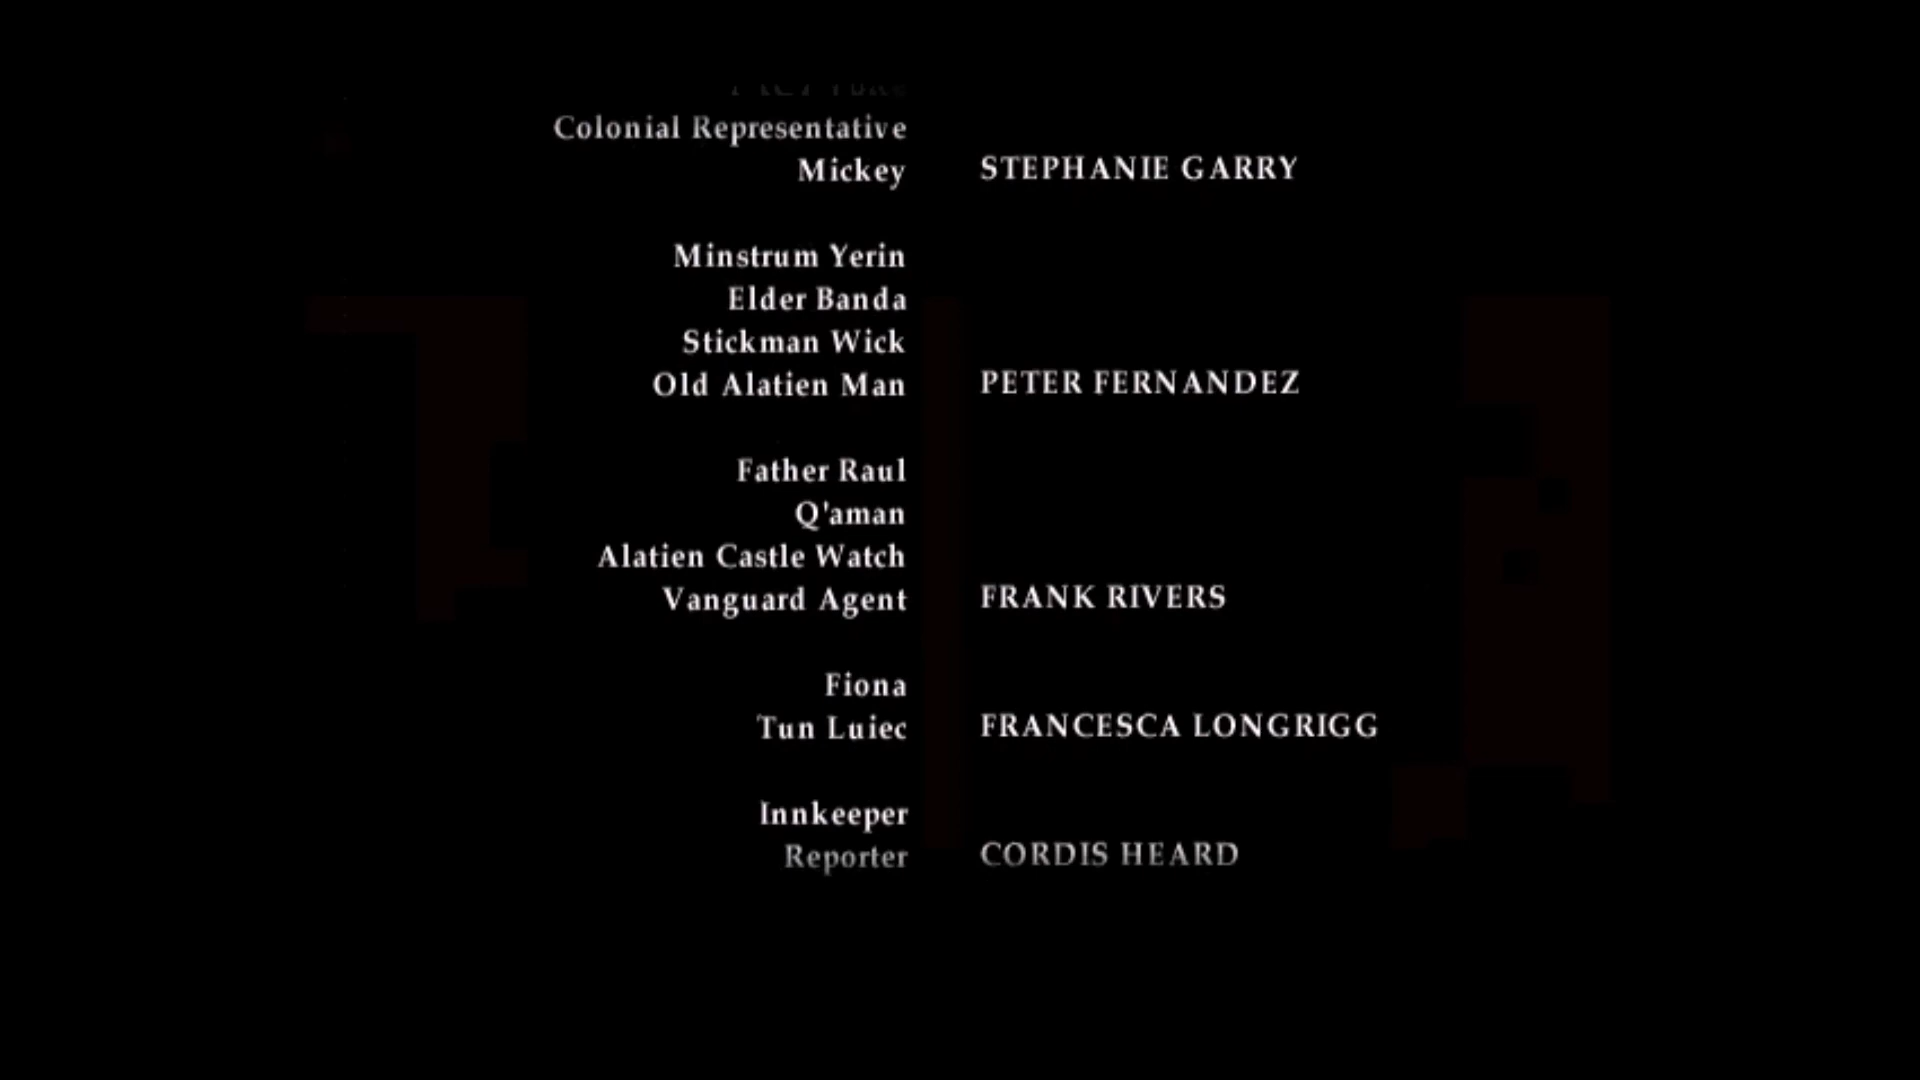 Colonial Representative
Mickey STEPHANIE GARRY
Minstrum Yerin
Elder Banda
Stickman Wick
Old Alatien Man PETER FERNANDEZ
Father Raul
Q'aman
Alatien Castle Watch
Vanguard Agent FRANK RIVERS
Fiona
Tun Luiec FRANCESCA LONGRIGG
Innkeeper
Reporter CORDIS HEARD